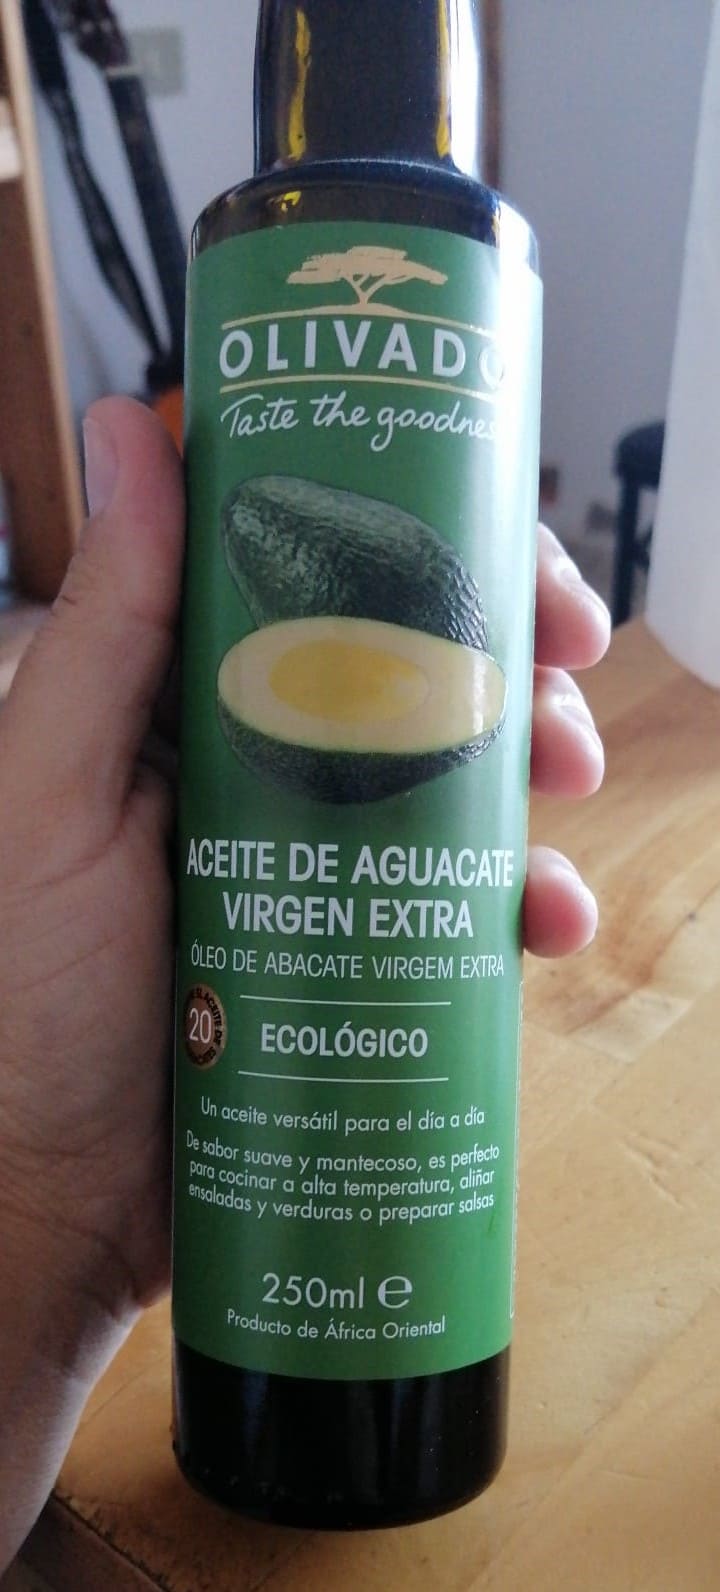 OLIVADO
Taste the goodness
ACEITE DE AGUACATE
VIRGEN EXTRA
ÓLEO DE ABACATE VIRGEM EXTRA
20
ECOLÓGICO
Un aceite versátil para el día a día
De sabor suave y mantecoso, es perfecto
para cocinar a alta temperatura, aliñar
ensaladas y verduras o preparar salsas
250ml e
Producto de África Oriental